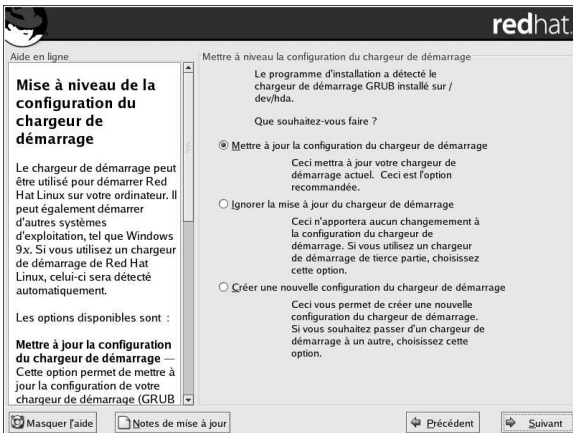 redhat.
Aide en ligne
Mise à niveau de la
configuration du
chargeur de
démarrage
Le chargeur de démarrage peut
être utilisé pour démarrer Red
Hat Linux sur votre ordinateur. Il
peut également démarrer
d'autres systèmes
d'exploitation, tel que Windows
9x. Si vous utilisez un chargeur
de démarrage de Red Hat
Linux, celui-ci sera détecté
automatiquement.
Les options disponibles sont :
Mettre à jour la configuration
du chargeur de démarrage —
Cette option permet de mettre à
jour la configuration de votre
chargeur de démarrage (GRUB
Mettre à niveau la configuration du chargeur de démarrage
Le programme d'installation a détecté le
chargeur de démarrage GRUB installé sur /
dev/hda.
Que souhaitez-vous faire ?
Mettre à jour la configuration du chargeur de démarrage
Ceci mettra à jour votre chargeur de
démarrage actuel. Ceci est l'option
recommandée.
Ignorer la mise à jour du chargeur de démarrage
Ceci n'apportera aucun changemement à
la configuration du chargeur de
démarrage. Si vous utilisez un chargeur
de démarrage de tierce partie, choisissez
cette option.
Créer une nouvelle configuration du chargeur de démarrage
Ceci vous permet de créer une nouvelle
configuration du chargeur de démarrage.
Si vous souhaitez passer d'un chargeur de
démarrage à un autre, choisissez cette
option.
Masquer l'aide
Notes de mise à jour
Précédent
Suivant